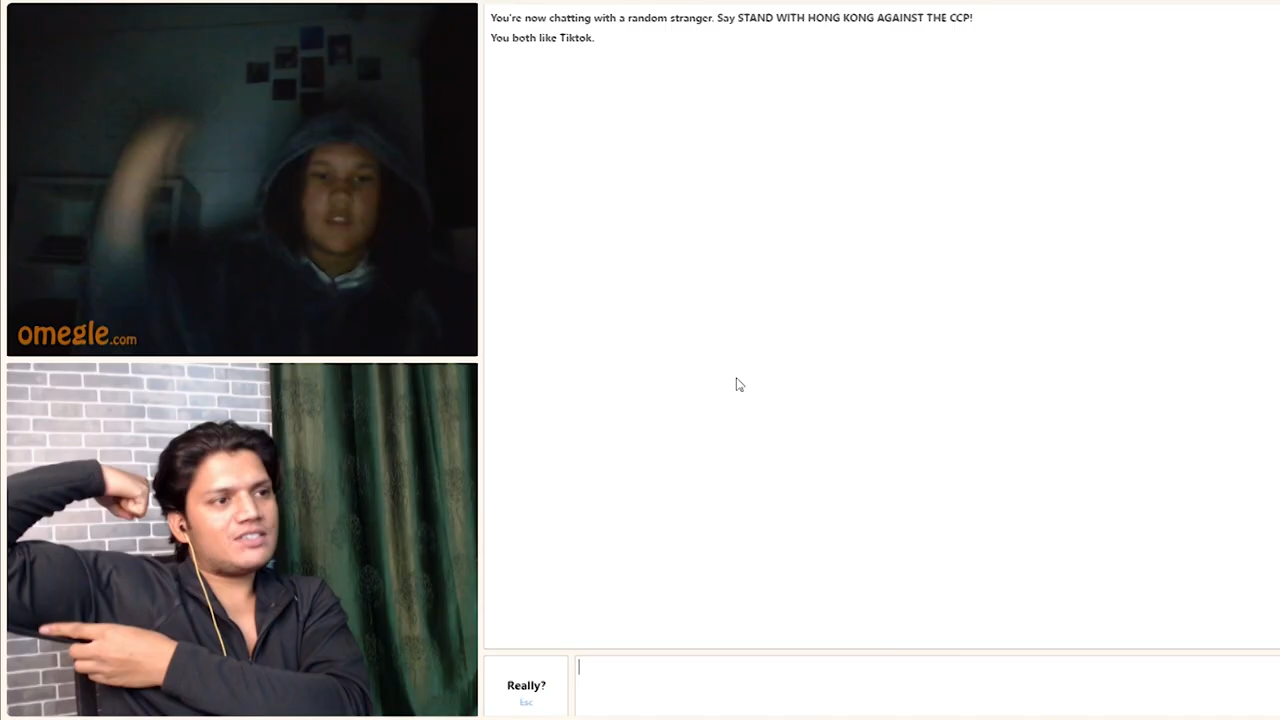 You're now chatting with a random stranger. Say STAND WITH HONG KONG AGAINST THE CCP!
You both like Tiktok.
omegle.com
Really?
Esc